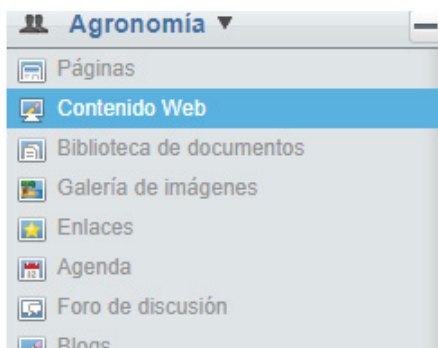 Agronomía ▼
Páginas
Contenido Web
Biblioteca de documentos
Galería de imágenes
Enlaces
Agenda
Foro de discusión
Blogs